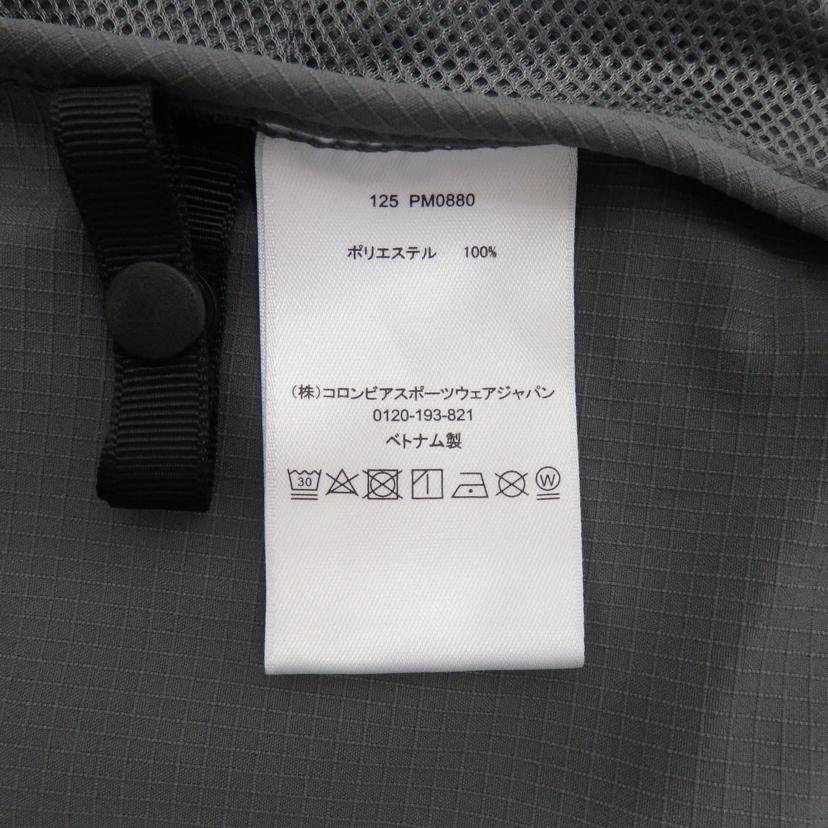 125 PM0880
ポリエステル 100%
(株)コロンビアスポーツウェアジャパン
0120-193-821
ベトナム製
30 W